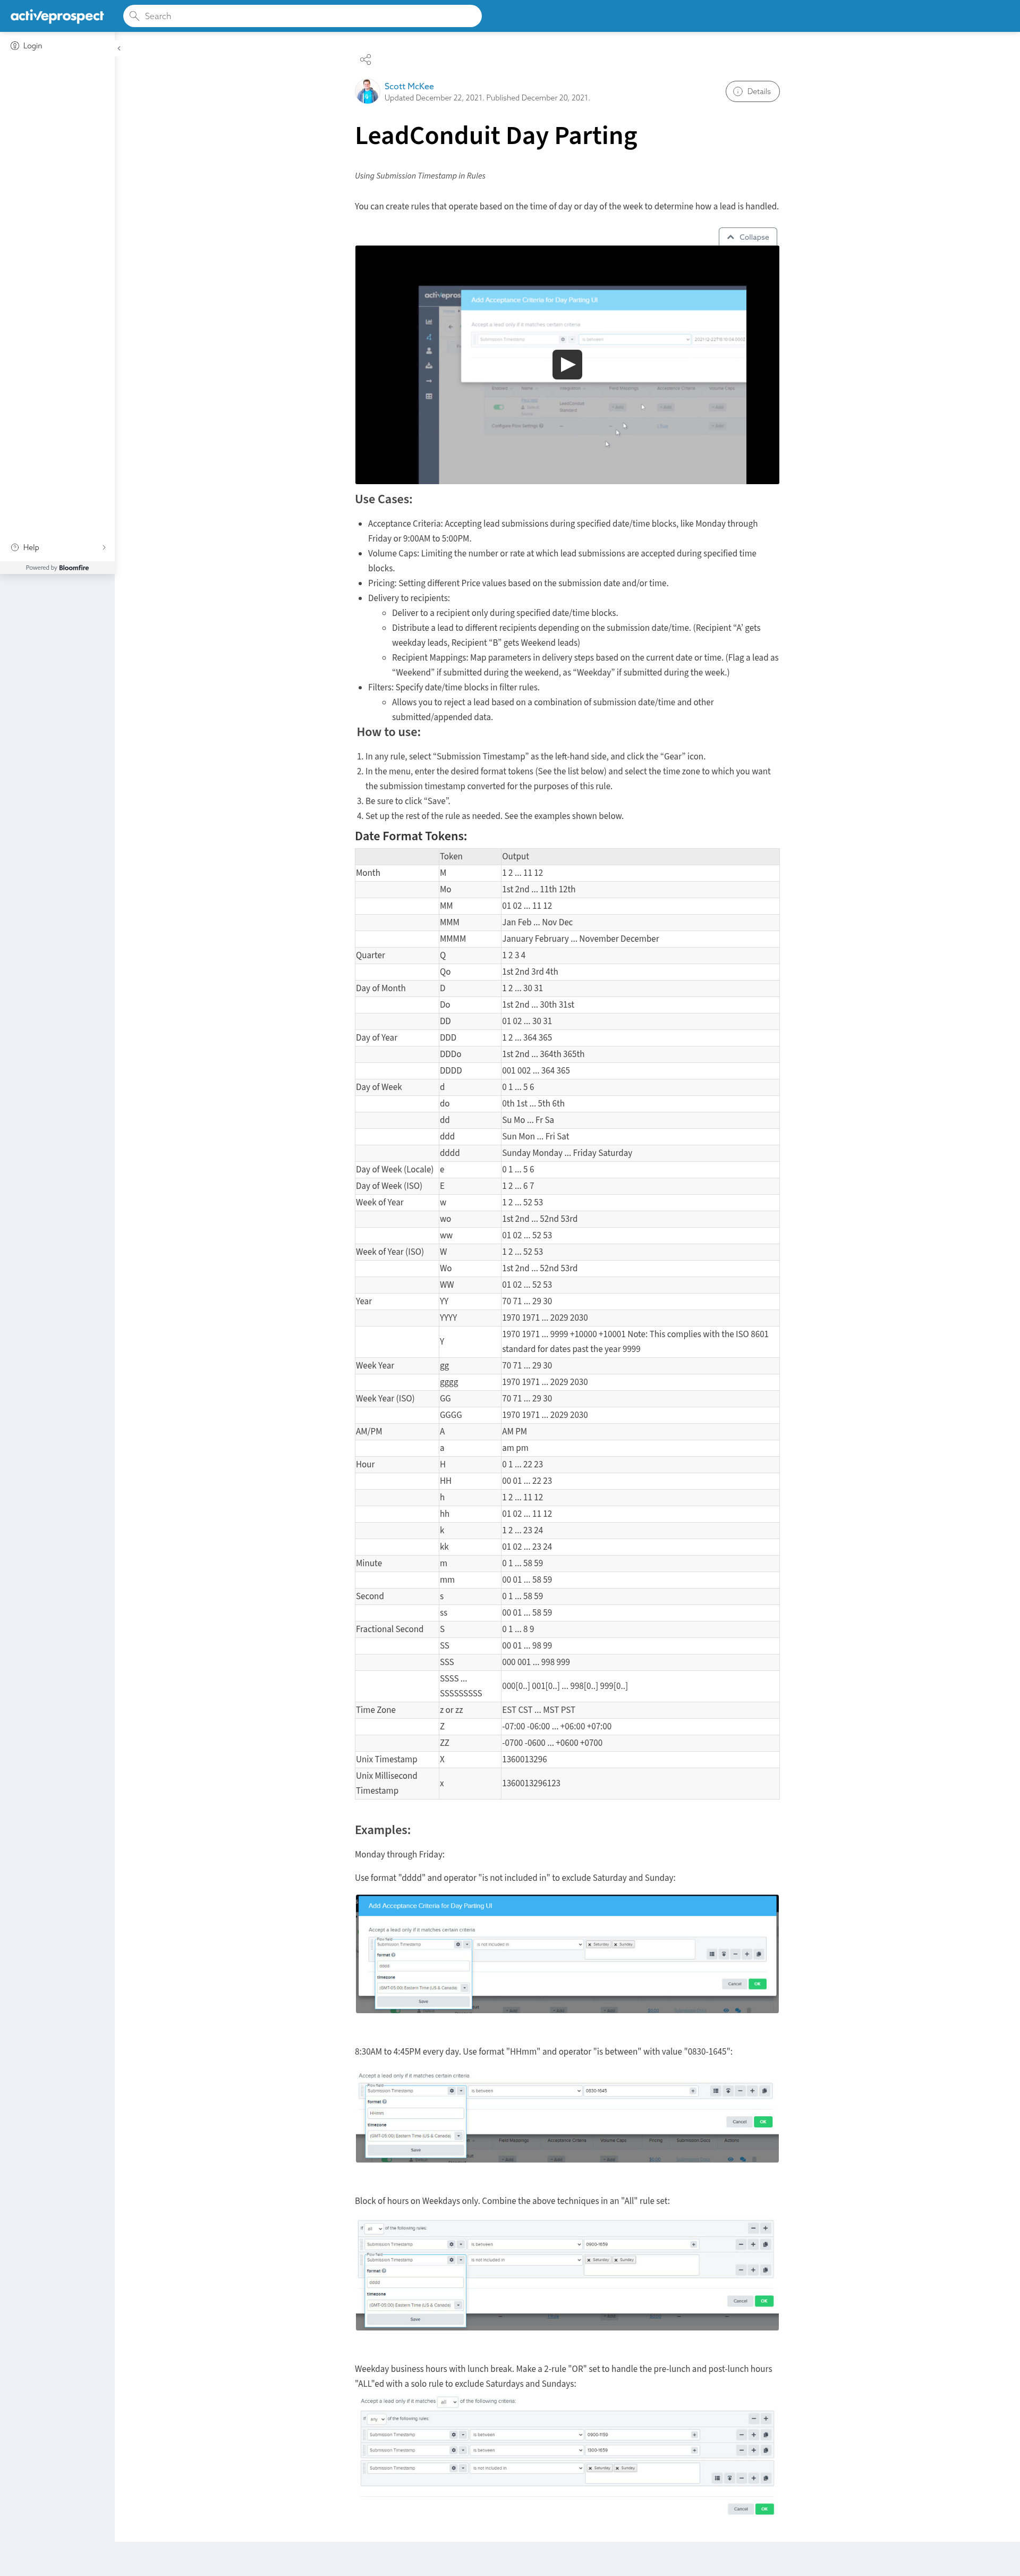 activeprospect
Search
Login
Scott McKee
Updated December 22, 2021. Published December 20, 2021.
Details
LeadConduit Day Parting
Using Submission Timestamp in Rules
You can create rules that operate based on the time of day or day of the week to determine how a lead is handled.
Collapse
Add Acceptance Criteria for Day Parting UI
Accept a lead only if it matches certain criteria
Submission Timestamp is between
Use Cases:
Acceptance Criteria: Accepting lead submissions during specified date/time blocks, like Monday through
Friday or 9:00AM to 5:00PM.
Volume Caps: Limiting the number or rate at which lead submissions are accepted during specified time
blocks.
Pricing: Setting different Price values based on the submission date and/or time.
Delivery to recipients:
Deliver to a recipient only during specified date/time blocks.
Distribute a lead to different recipients depending on the submission date/time. (Recipient “A’ gets
weekday leads, Recipient “B” gets Weekend leads)
Recipient Mappings: Map parameters in delivery steps based on the current date or time. (Flag a lead as
“Weekend” if submitted during the weekend, as “Weekday” if submitted during the week.)
Filters: Specify date/time blocks in filter rules.
Allows you to reject a lead based on a combination of submission date/time and other
submitted/appended data.
Help
Powered by Bloomfire
How to use:
1. In any rule, select “Submission Timestamp” as the left-hand side, and click the “Gear” icon.
2. In the menu, enter the desired format tokens (See the list below) and select the time zone to which you want
the submission timestamp converted for the purposes of this rule.
3. Be sure to click “Save”.
4. Set up the rest of the rule as needed. See the examples shown below.
Date Format Tokens:
Token Output
Month M 1 2 ... 11 12
Mo 1st 2nd ... 11th 12th
MM 01 02 ... 11 12
MMM Jan Feb ... Nov Dec
MMMM January February ... November December
Quarter Q 1 2 3 4
Qo 1st 2nd 3rd 4th
Day of Month D 1 2 ... 30 31
Do 1st 2nd ... 30th 31st
DD 01 02 ... 30 31
Day of Year DDD 1 2 ... 364 365
DDDo 1st 2nd ... 364th 365th
DDDD 001 002 ... 364 365
Day of Week d 0 1 ... 5 6
do 0th 1st ... 5th 6th
dd Su Mo ... Fr Sa
ddd Sun Mon ... Fri Sat
dddd Sunday Monday ... Friday Saturday
Day of Week (Locale) e 0 1 ... 5 6
Day of Week (ISO) E 1 2 ... 6 7
Week of Year w 1 2 ... 52 53
wo 1st 2nd ... 52nd 53rd
ww 01 02 ... 52 53
Week of Year (ISO) W 1 2 ... 52 53
Wo 1st 2nd ... 52nd 53rd
WW 01 02 ... 52 53
Year YY 70 71 ... 29 30
YYYY 1970 1971 ... 2029 2030
Y 1970 1971 ... 9999 +10000 +10001 Note: This complies with the ISO 8601
standard for dates past the year 9999
Week Year gg 70 71 ... 29 30
gggg 1970 1971 ... 2029 2030
Week Year (ISO) GG 70 71 ... 29 30
GGGG 1970 1971 ... 2029 2030
AM/PM A AM PM
a am pm
Hour H 0 1 ... 22 23
HH 00 01 ... 22 23
h 1 2 ... 11 12
hh 01 02 ... 11 12
k 1 2 ... 23 24
kk 01 02 ... 23 24
Minute m 0 1 ... 58 59
mm 00 01 ... 58 59
Second s 0 1 ... 58 59
ss 00 01 ... 58 59
Fractional Second S 0 1 ... 8 9
SS 00 01 ... 98 99
SSS 000 001 ... 998 999
SSSS ...
SSSSSSSSS 000[0..] 001[0..] ... 998[0..] 999[0..]
Time Zone z or zz EST CST ... MST PST
Z -07:00 -06:00 ... +06:00 +07:00
ZZ -0700 -0600 ... +0600 +0700
Unix Timestamp X 1360013296
Unix Millisecond
Timestamp x 1360013296123
Examples:
Monday through Friday:
Use format "dddd" and operator "is not included in" to exclude Saturday and Sunday:
Add Acceptance Criteria for Day Parting UI
Accept a lead only if it matches certain criteria
Submission Timestamp is not included in Saturday Sunday
format
dddd
timezone
(GMT-05:00) Eastern Time (US & Canada)
Save
Cancel OK
8:30AM to 4:45PM every day. Use format "HHmm" and operator "is between" with value "0830-1645":
Accept a lead only if it matches certain criteria:
Submission Timestamp is between 0830-1645
format
HHmm
timezone
(GMT-05:00) Eastern Time (US & Canada)
Save
Cancel OK
Field Mappings Acceptance Criteria Volume Caps Pricing Submission Docs Actions
Block of hours on Weekdays only. Combine the above techniques in an "All" rule set:
if all of the following rules:
Submission Timestamp is between 0900-1659
Submission Timestamp is not included in Saturday Sunday
format
dddd
timezone
(GMT-05:00) Eastern Time (US & Canada)
Save
Cancel OK
Weekday business hours with lunch break. Make a 2-rule "OR" set to handle the pre-lunch and post-lunch hours
"ALL"ed with a solo rule to exclude Saturdays and Sundays:
Accept a lead only if it matches all of the following criteria:
if any of the following rules:
Submission Timestamp is between 0900-1159
Submission Timestamp is between 1300-1659
Submission Timestamp is not included in Saturday Sunday
Cancel OK